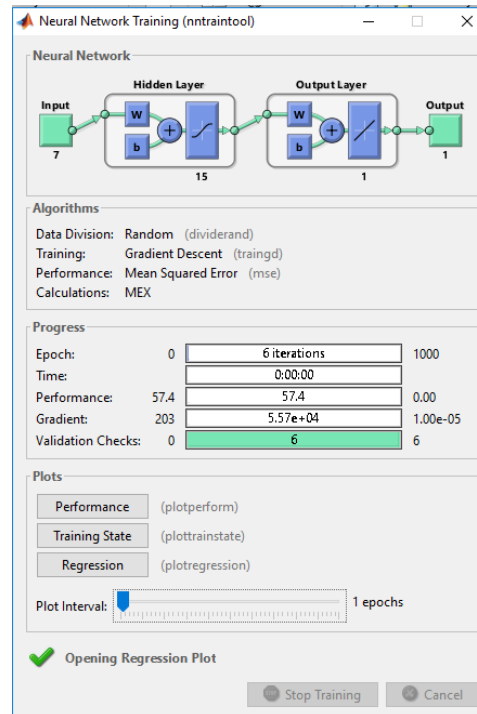 Neural Network Training (nntraintool)
Neural Network
Hidden Layer Output Layer
Input Output
W W
+ +
b b
7 1
15 1
Algorithms
Data Division: Random (dividerand)
Training: Gradient Descent (traingd)
Performance: Mean Squared Error (mse)
Calculations: MEX
Progress
Epoch: 0 6 iterations 1000
Time: 0:00:00
Performance: 57.4 57.4 0.00
Gradient: 203 5.57e+04 1.00e-05
Validation Checks: 0 6 6
Plots
Performance (plotperform)
Training State (plottrainstate)
Regression (plotregression)
Plot Interval: 1 epochs
Opening Regression Plot
Stop Training Cancel